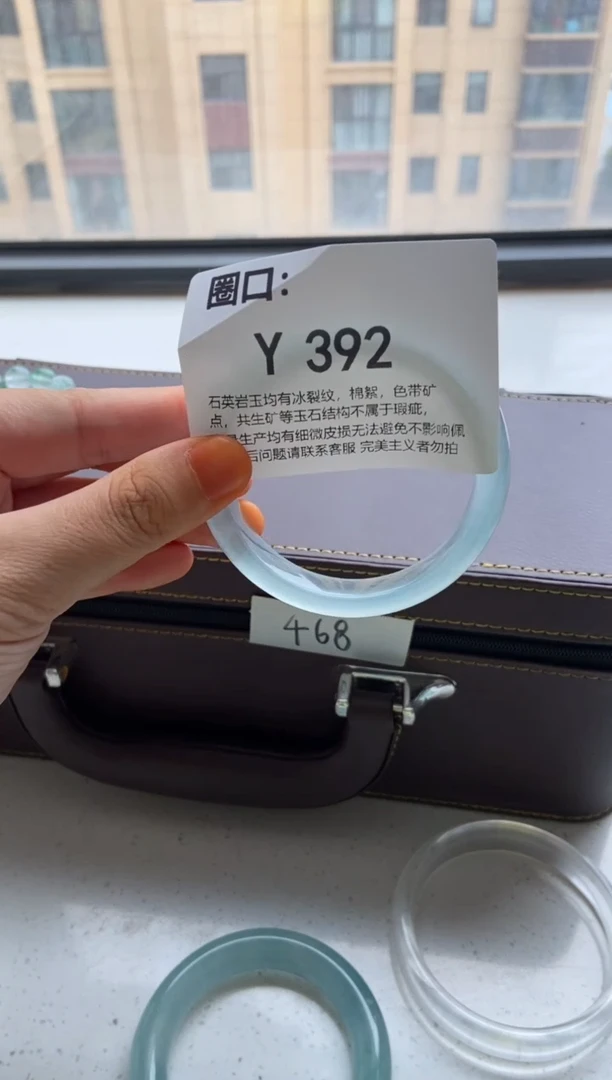 圈口：
Y 392
石英岩玉均有冰裂纹，棉絮，色带矿
点，共生矿等玉石结构不属于瑕疵，
生产均有细微皮损无法避免不影响佩
后问题请联系客服 完美主义者勿拍
468